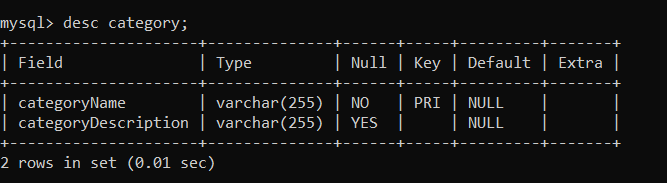 mysql> desc category;
+---------------------+--------------+------+-----+---------+-------+
| Field               | Type         | Null | Key | Default | Extra |
+---------------------+--------------+------+-----+---------+-------+
| categoryName        | varchar(255) | NO   | PRI | NULL    |       |
| categoryDescription | varchar(255) | YES  |     | NULL    |       |
+---------------------+--------------+------+-----+---------+-------+
2 rows in set (0.01 sec)